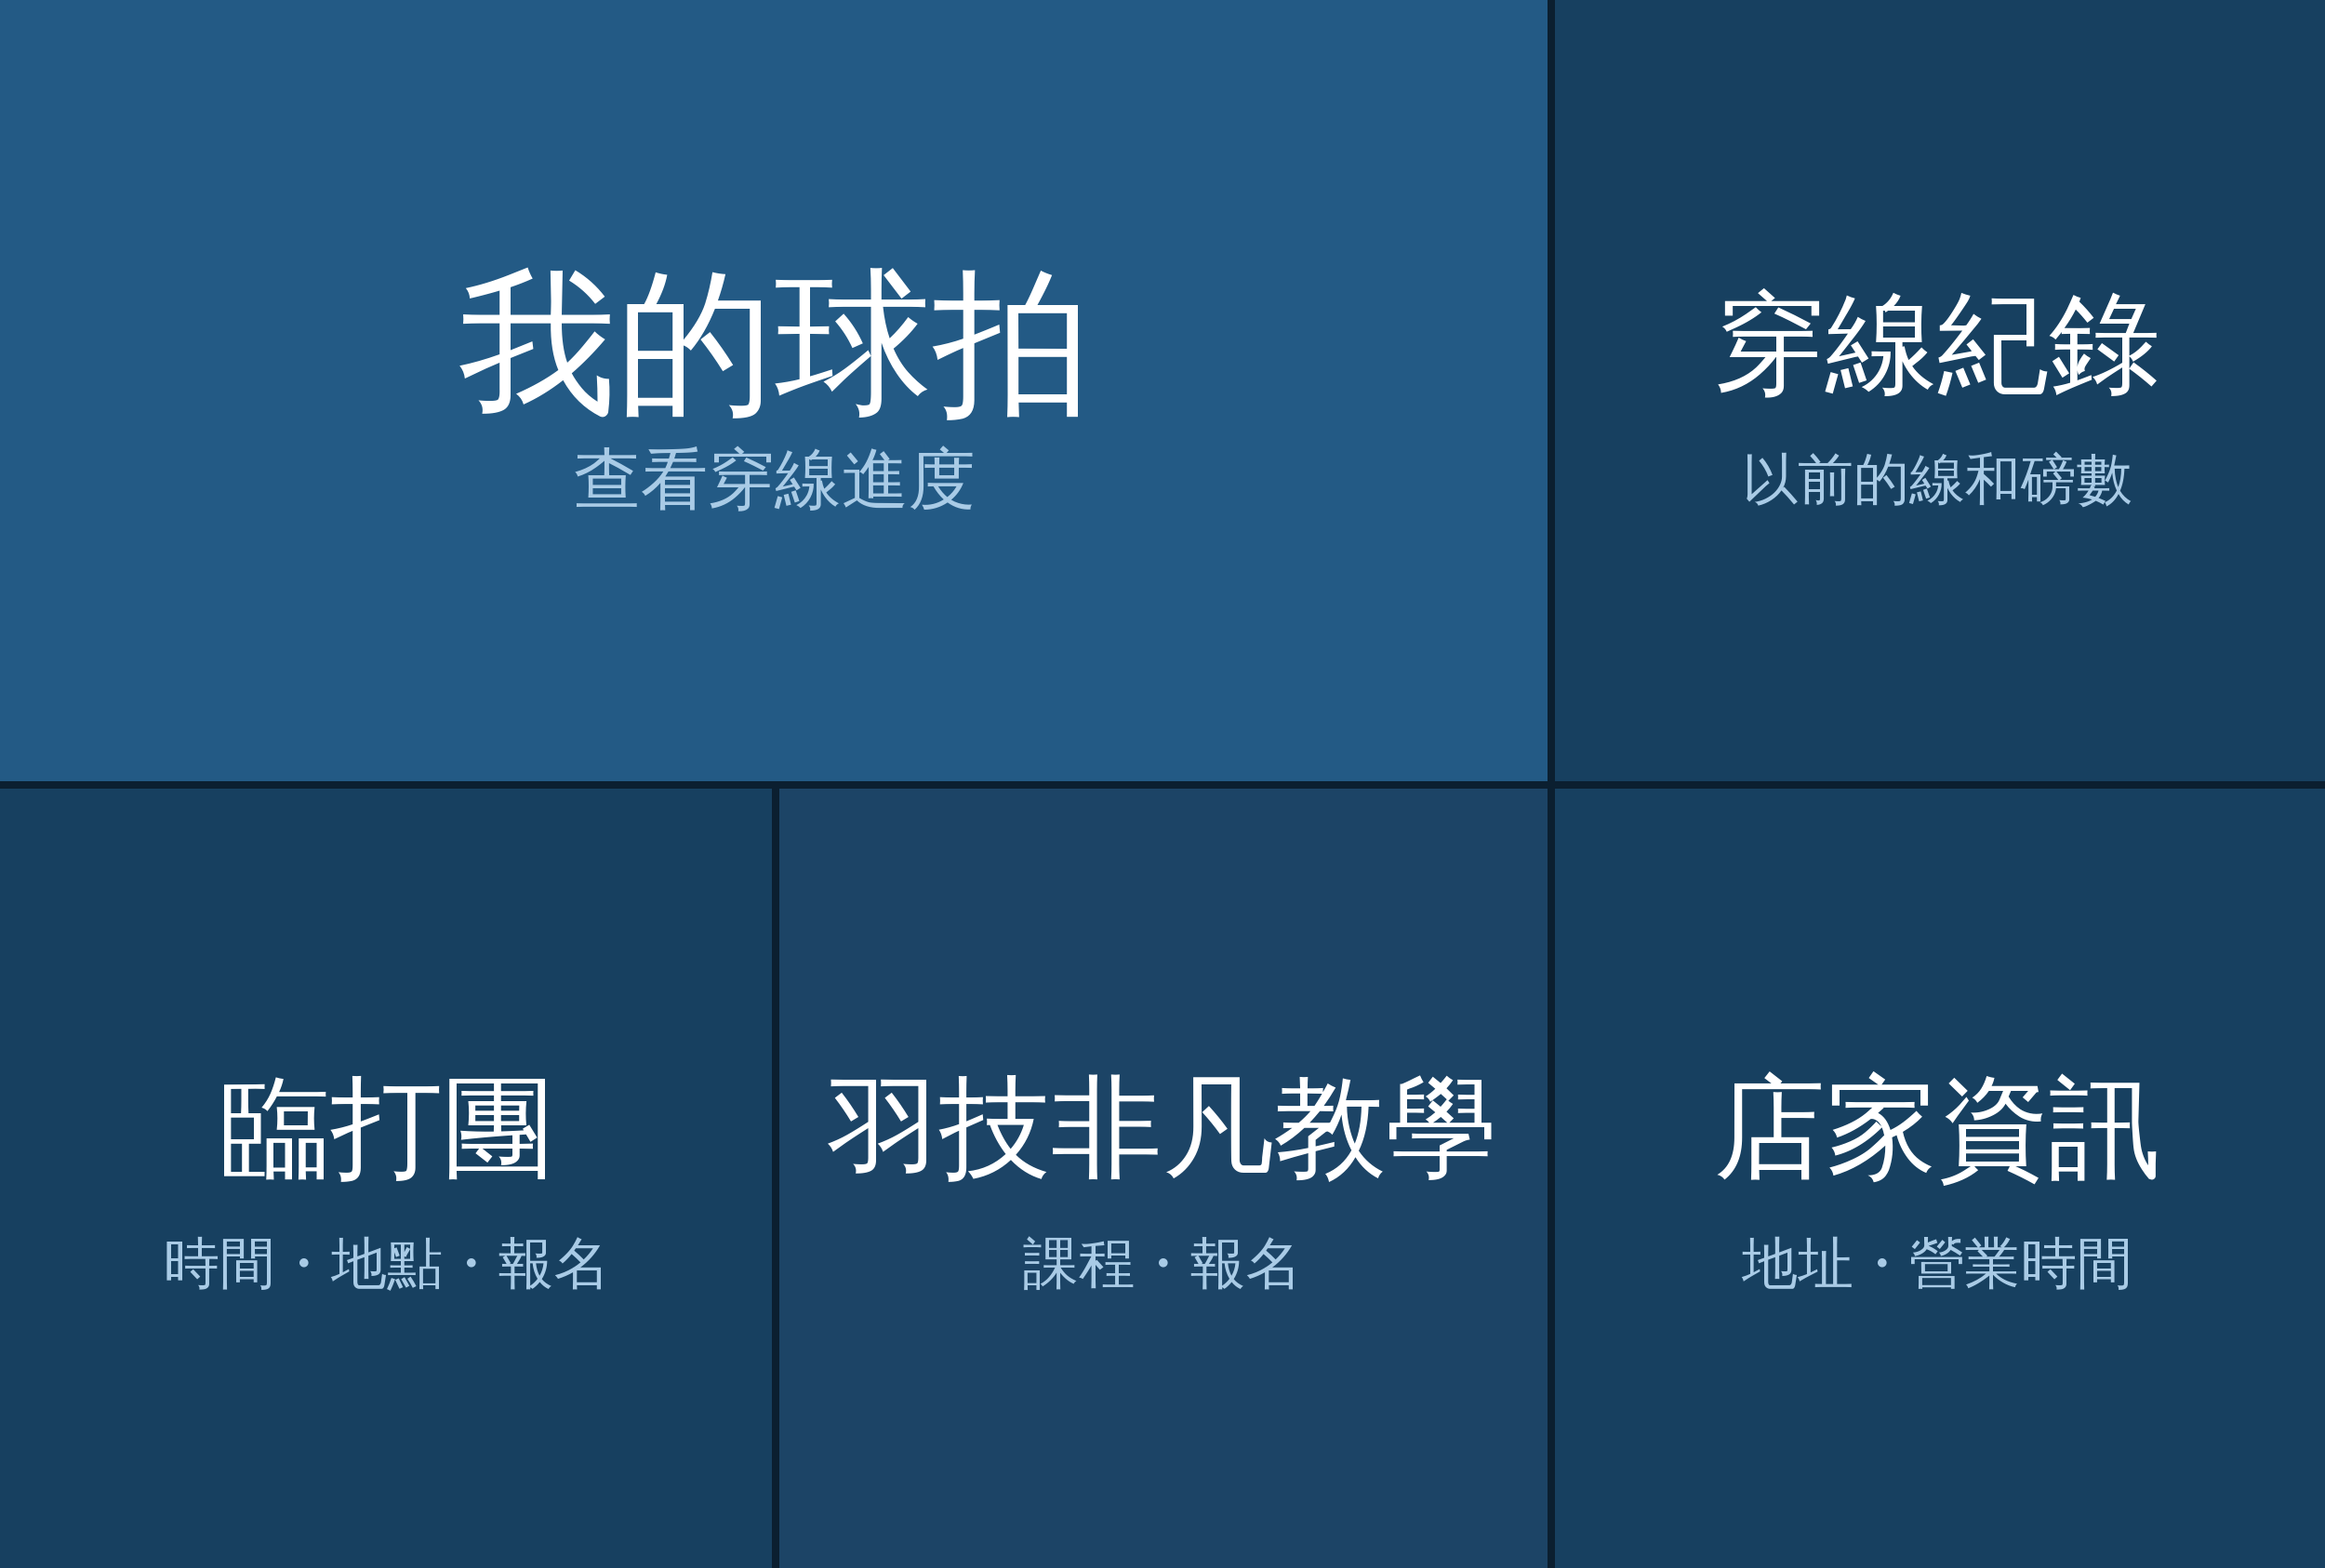 我的球拍
查看穿線進度
穿線紀錄
以前的線和磅數
臨打團
時間・地點・報名
羽技非凡教學
課程・報名
店家資訊
地址・營業時間